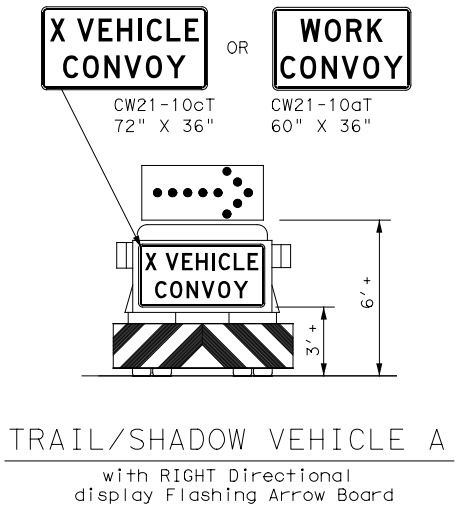 X VEHICLE
CONVOY
OR
WORK
CONVOY
CW21-10cT
72" X 36"
CW21-10aT
60" X 36"
X VEHICLE
CONVOY
6'+
3'+
TRAIL/SHADOW VEHICLE A
with RIGHT Directional
display Flashing Arrow Board